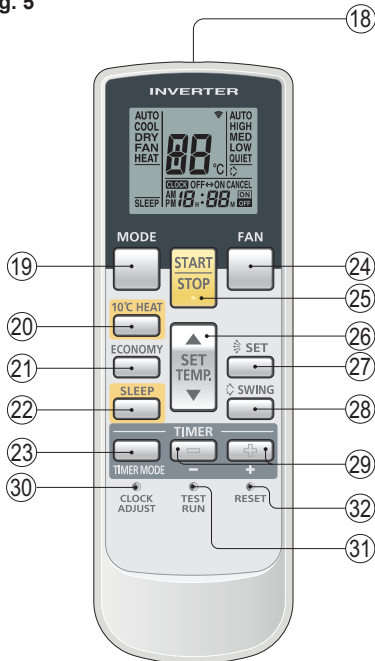 g. 5
18
INVERTER
AUTO AUTO
COOL HIGH
DRY MED
FAN LOW
HEAT QUIET
88 °C
CLOCK OFF↔ON CANCEL
AM 18 H : 88 M ON
PM OFF
SLEEP
MODE FAN
START
STOP
19
24
25
10°C HEAT
20
26
SET
TEMP.
ECONOMY
21
SET
27
SLEEP
22
SWING
28
TIMER
23
29
TIMER MODE − +
30
CLOCK
ADJUST
TEST
RUN
RESET
32
31